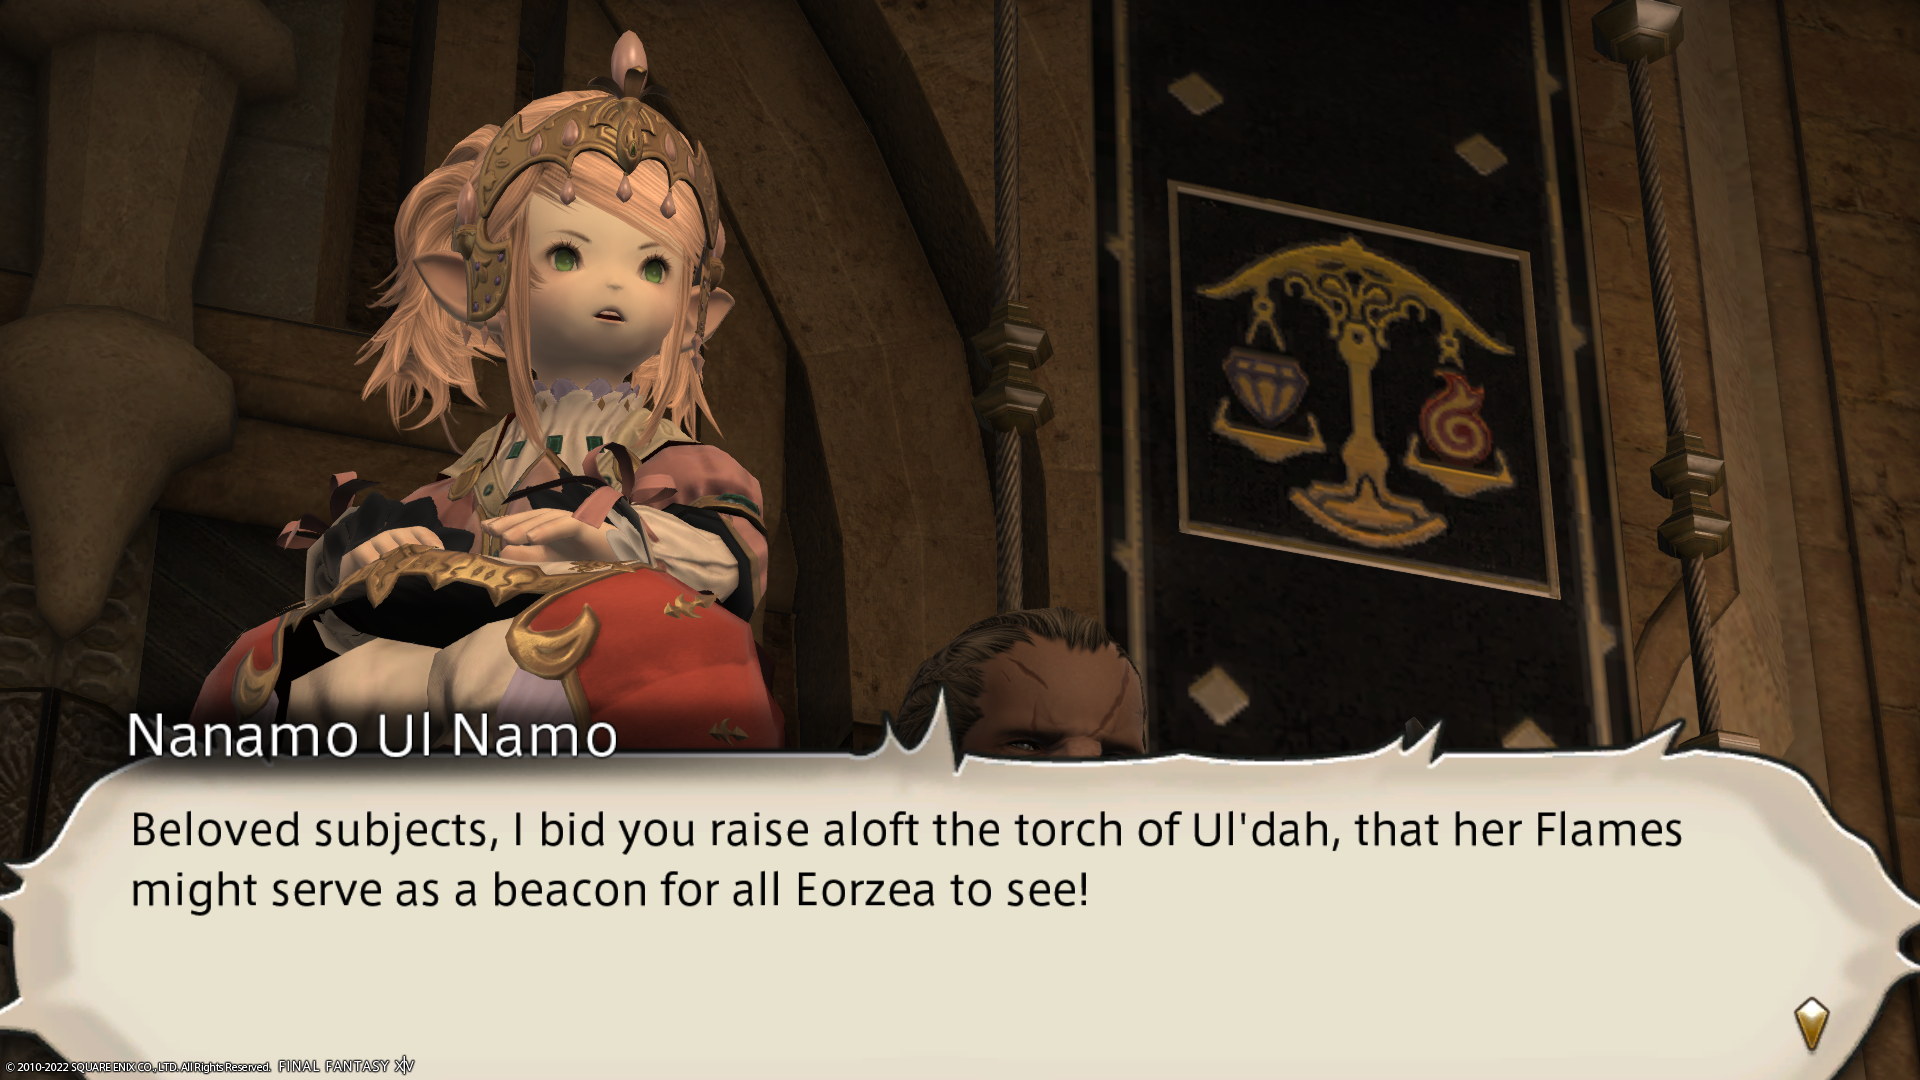 Nanamo Ul Namo
Beloved subjects, I bid you raise aloft the torch of Ul'dah, that her Flames
might serve as a beacon for all Eorzea to see!
© 2010-2022 SQUARE ENIX CO., LTD. All Rights Reserved. FINAL FANTASY XIV